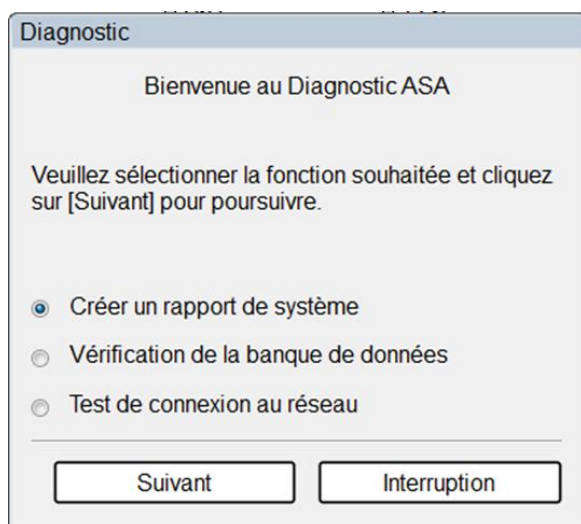 Diagnostic
Bienvenue au Diagnostic ASA
Veuillez sélectionner la fonction souhaitée et cliquez
sur [Suivant] pour poursuivre.
Créer un rapport de système
Vérification de la banque de données
Test de connexion au réseau
Suivant
Interruption